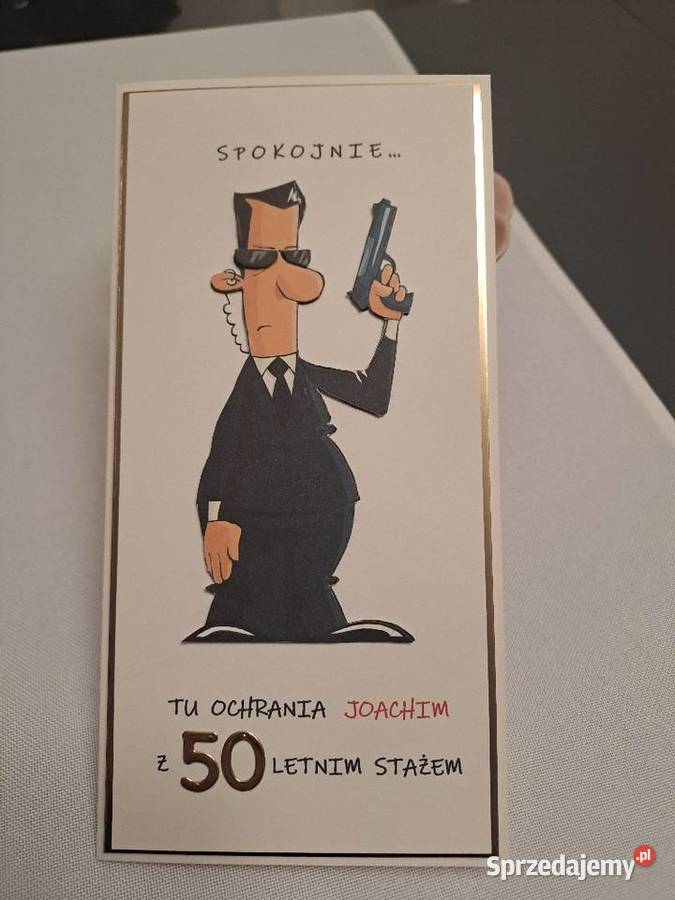 SPOKOJNIE...
TU OCHRANIA JOACHIM
Z 50 LETNIM STAŻEM
Sprzedajemy.pl